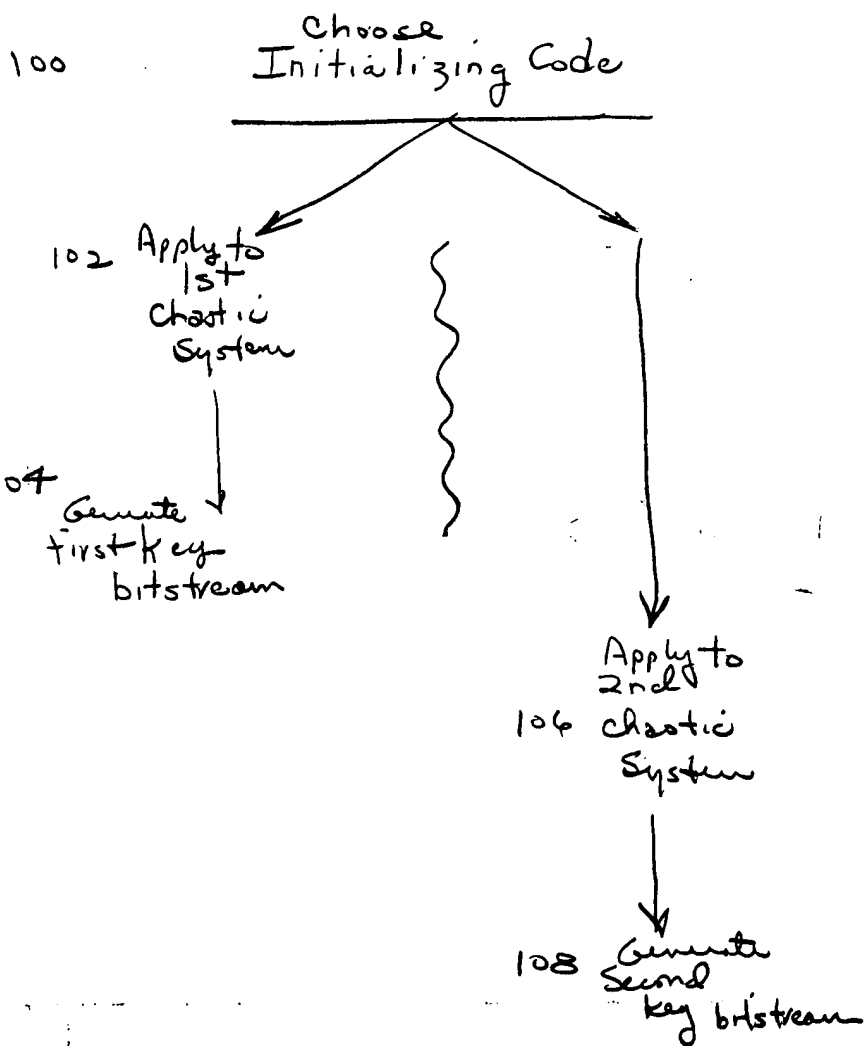 Choose
100 Initializing Code
102 Apply to
1st
Chaotic
System
04
Generate
first key
bitstream
Apply to
2nd
106 chaotic
System
108 Generate
Second
key bitstream